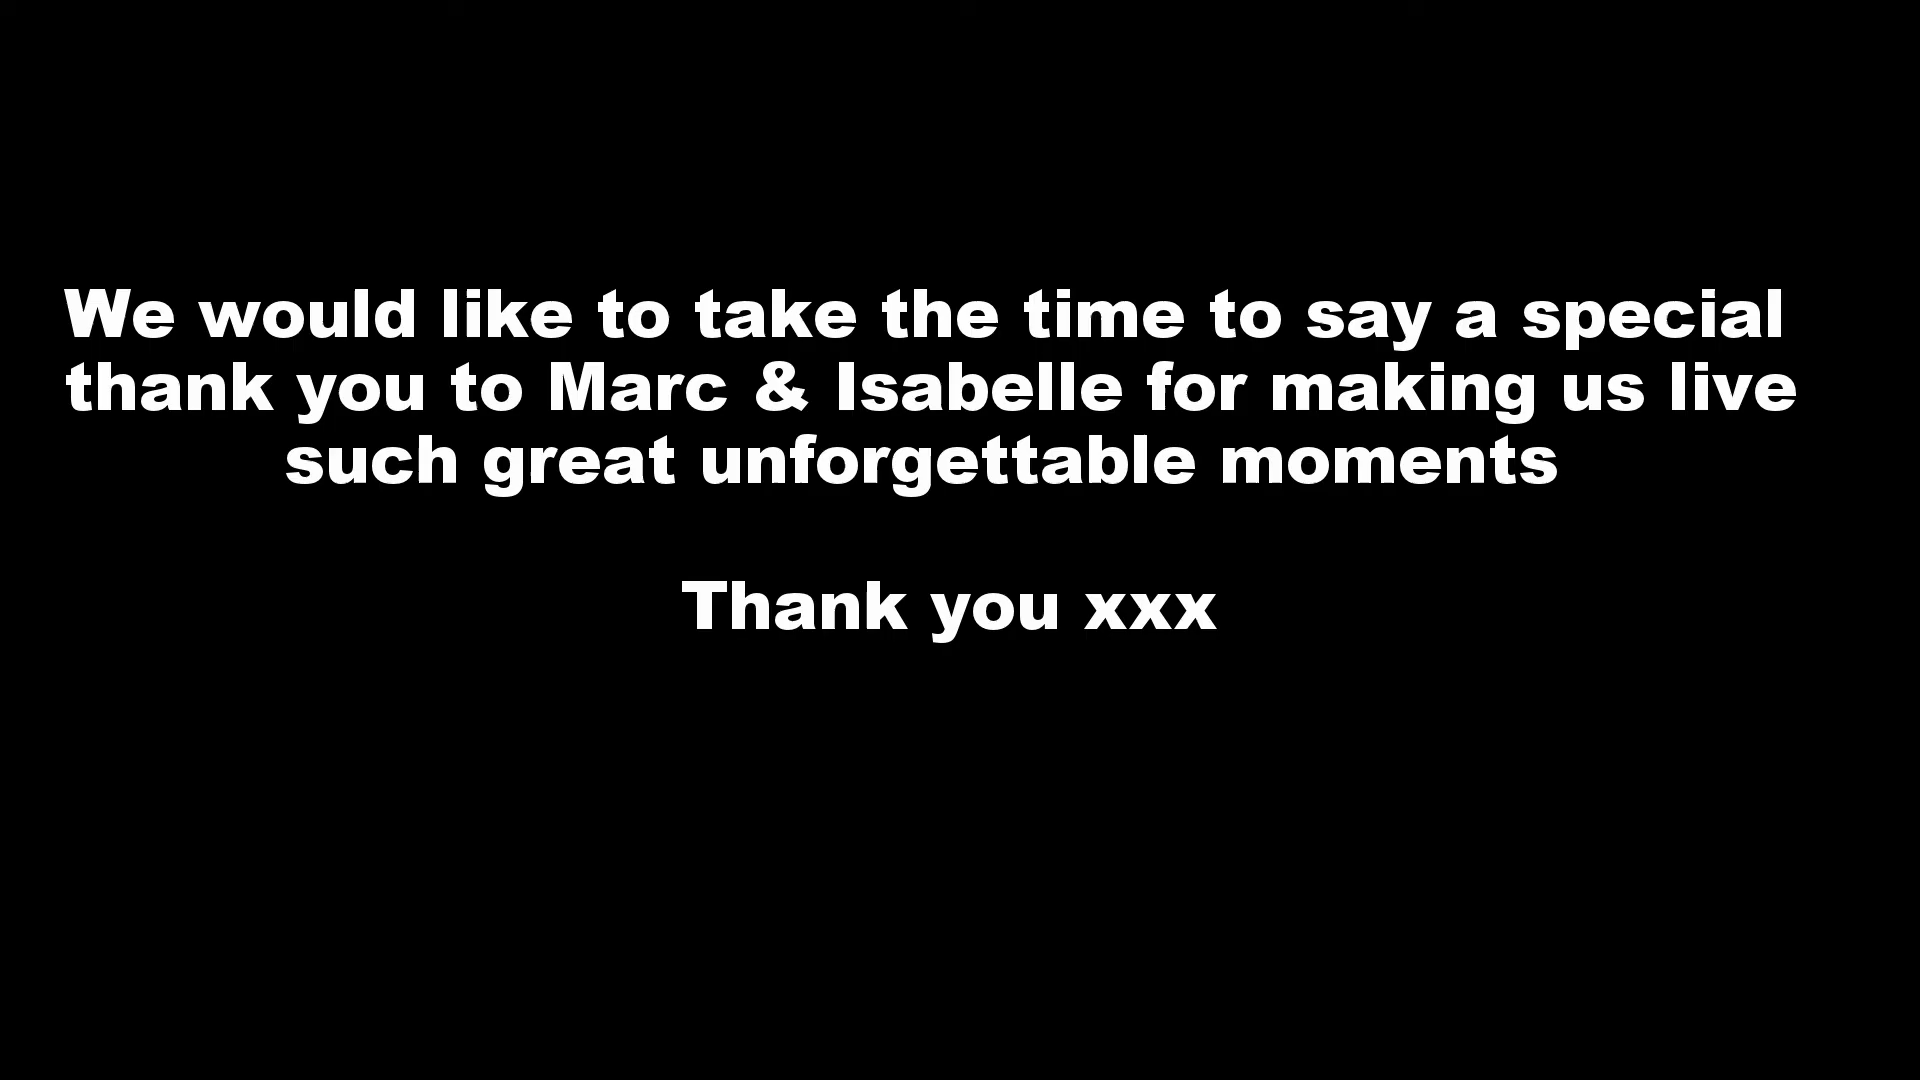 We would like to take the time to say a special
thank you to Marc & Isabelle for making us live
such great unforgettable moments
Thank you xxx